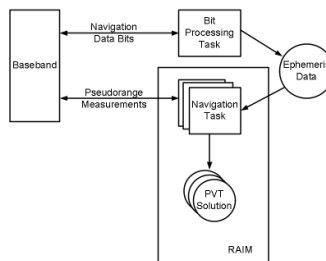 Navigation
Data Bits
Bit
Processing
Task
Baseband
Ephemeris
Data
Pseudorange
Measurements
Navigation
Task
PVT
Solution
RAIM